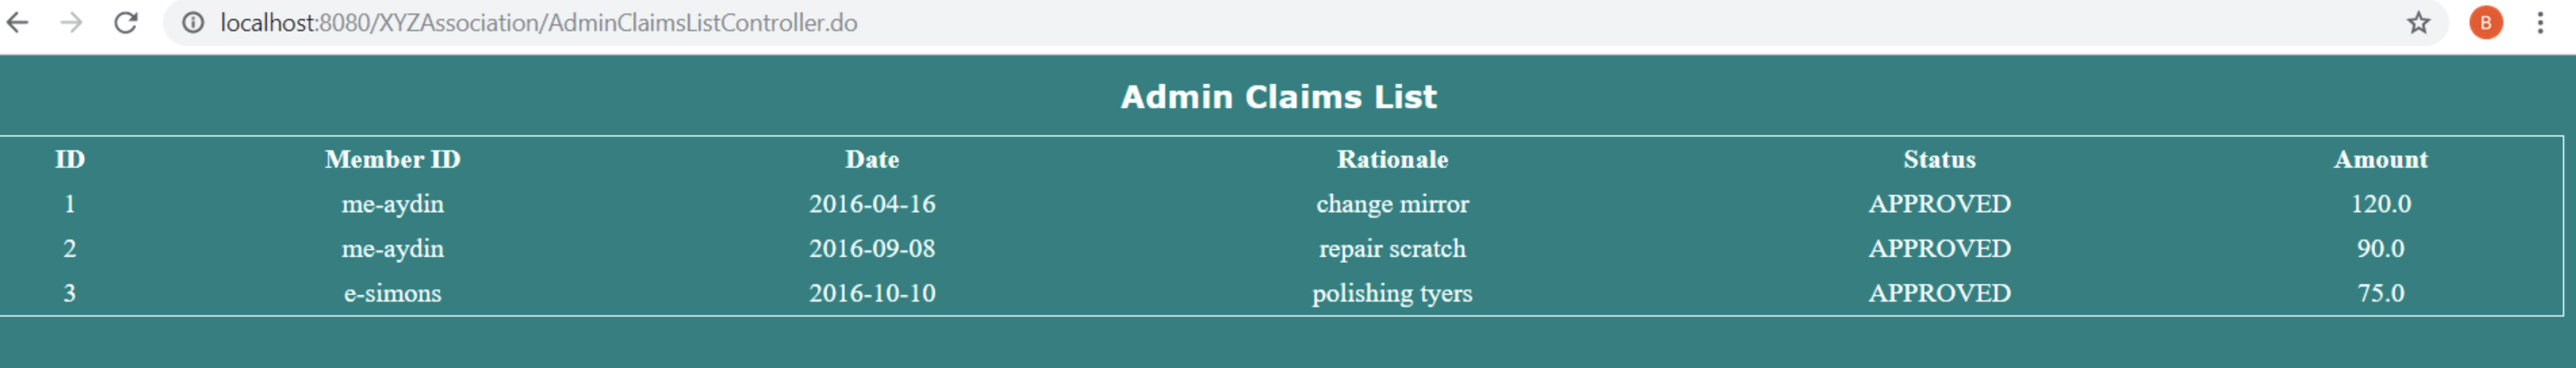 localhost:8080/XYZAssociation/AdminClaimsListController.do B
Admin Claims List
ID Member ID Date Rationale Status Amount
1 me-aydin 2016-04-16 change mirror APPROVED 120.0
2 me-aydin 2016-09-08 repair scratch APPROVED 90.0
3 e-simons 2016-10-10 polishing tyers APPROVED 75.0